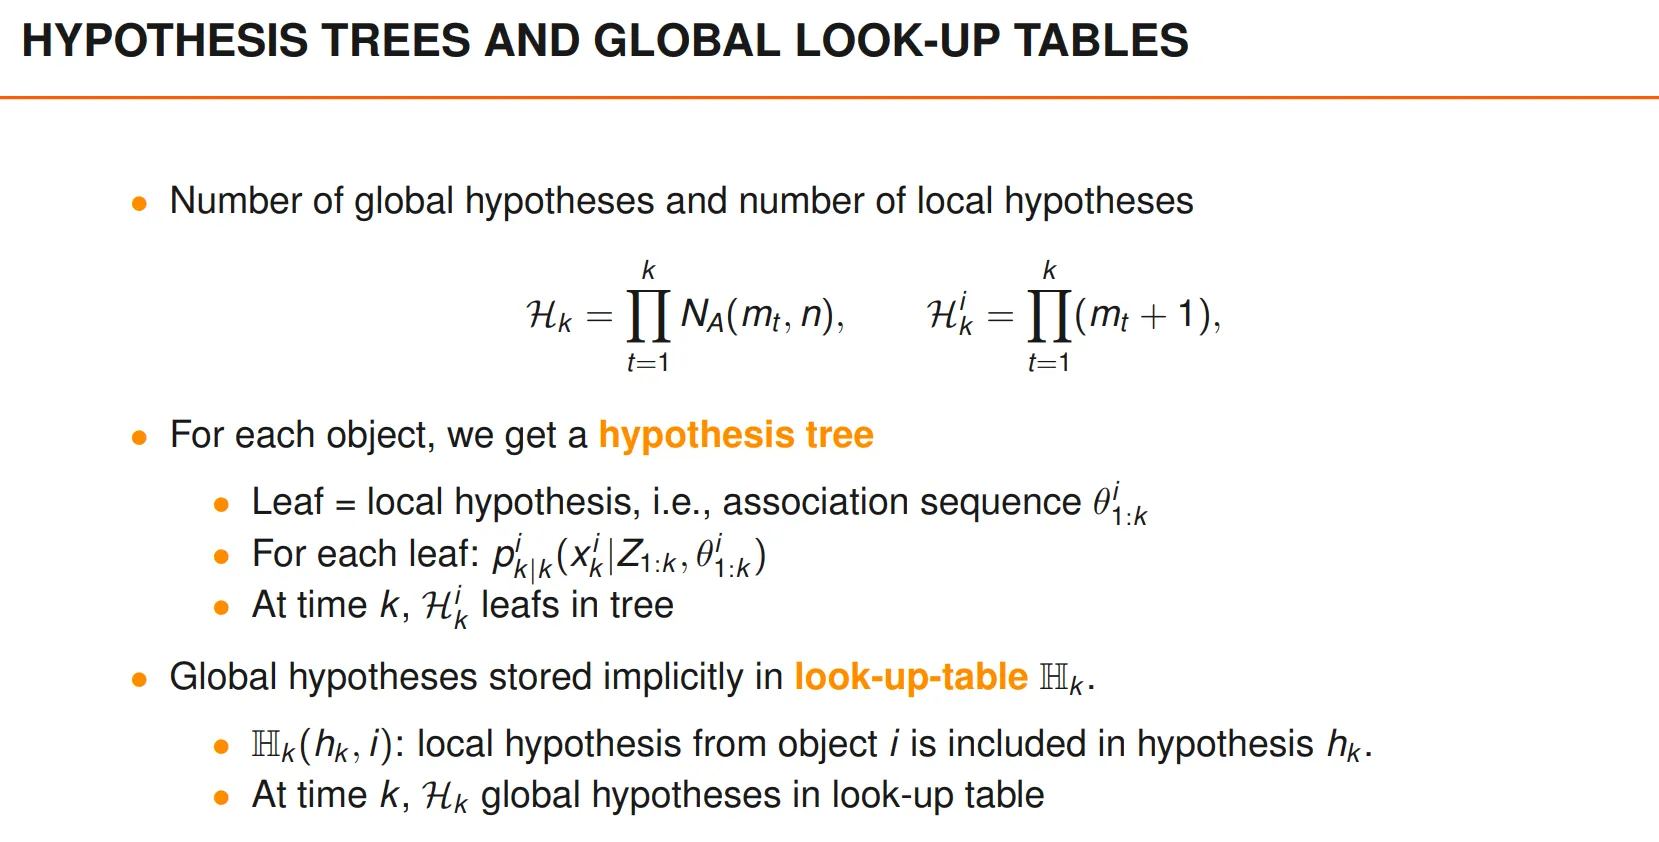 HYPOTHESIS TREES AND GLOBAL LOOK-UP TABLES
• Number of global hypotheses and number of local hypotheses
$\mathcal{H}_k = \prod_{t=1}^{k} N_A(m_t, n), \qquad \mathcal{H}_k^i = \prod_{t=1}^{k} (m_t + 1),$
• For each object, we get a hypothesis tree
• Leaf = local hypothesis, i.e., association sequence $\theta_{1:k}^i$
• For each leaf: $p_{k|k}^i(x_k^i | Z_{1:k}, \theta_{1:k}^i)$
• At time $k$, $\mathcal{H}_k^i$ leafs in tree
• Global hypotheses stored implicitly in look-up-table $\mathbb{H}_k$.
• $\mathbb{H}_k(h_k, i)$: local hypothesis from object $i$ is included in hypothesis $h_k$.
• At time $k$, $\mathcal{H}_k$ global hypotheses in look-up table